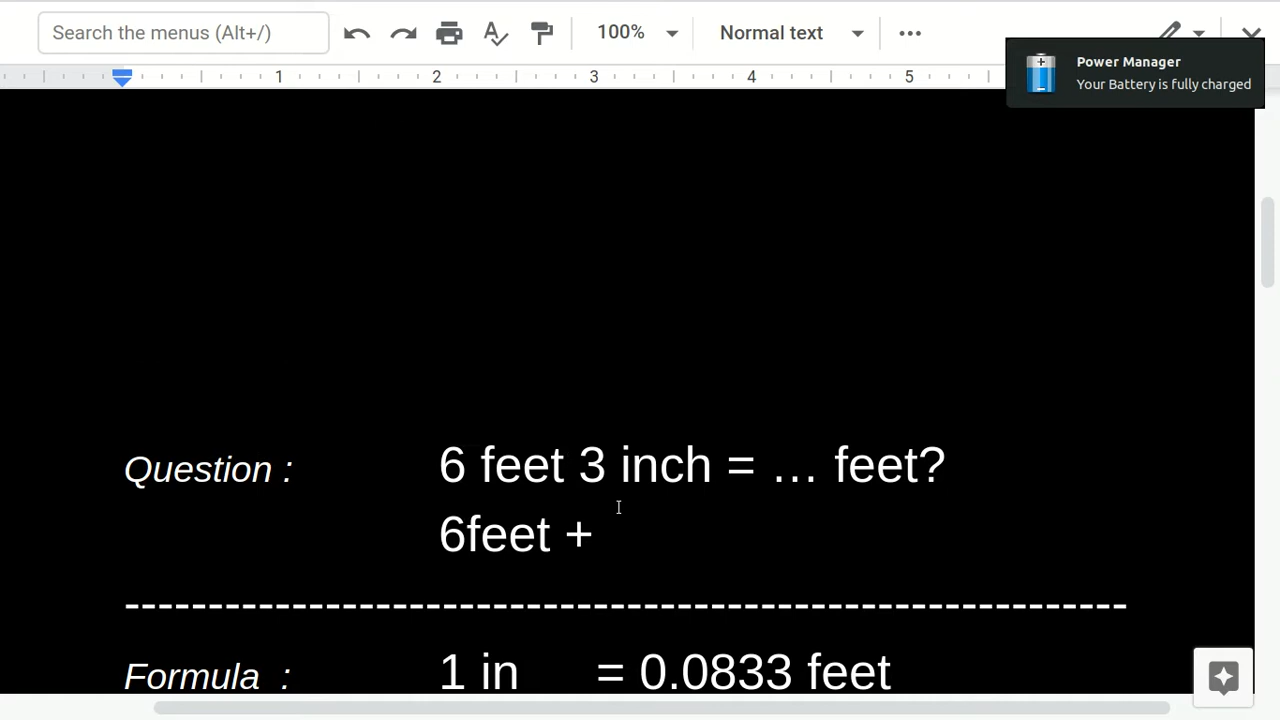 Search the menus (Alt+/)
100%
Normal text
1 2 3 4 5
Power Manager
Your Battery is fully charged
Question : 6 feet 3 inch = … feet?
6feet +
------------------------------------------------------------
Formula : 1 in = 0.0833 feet